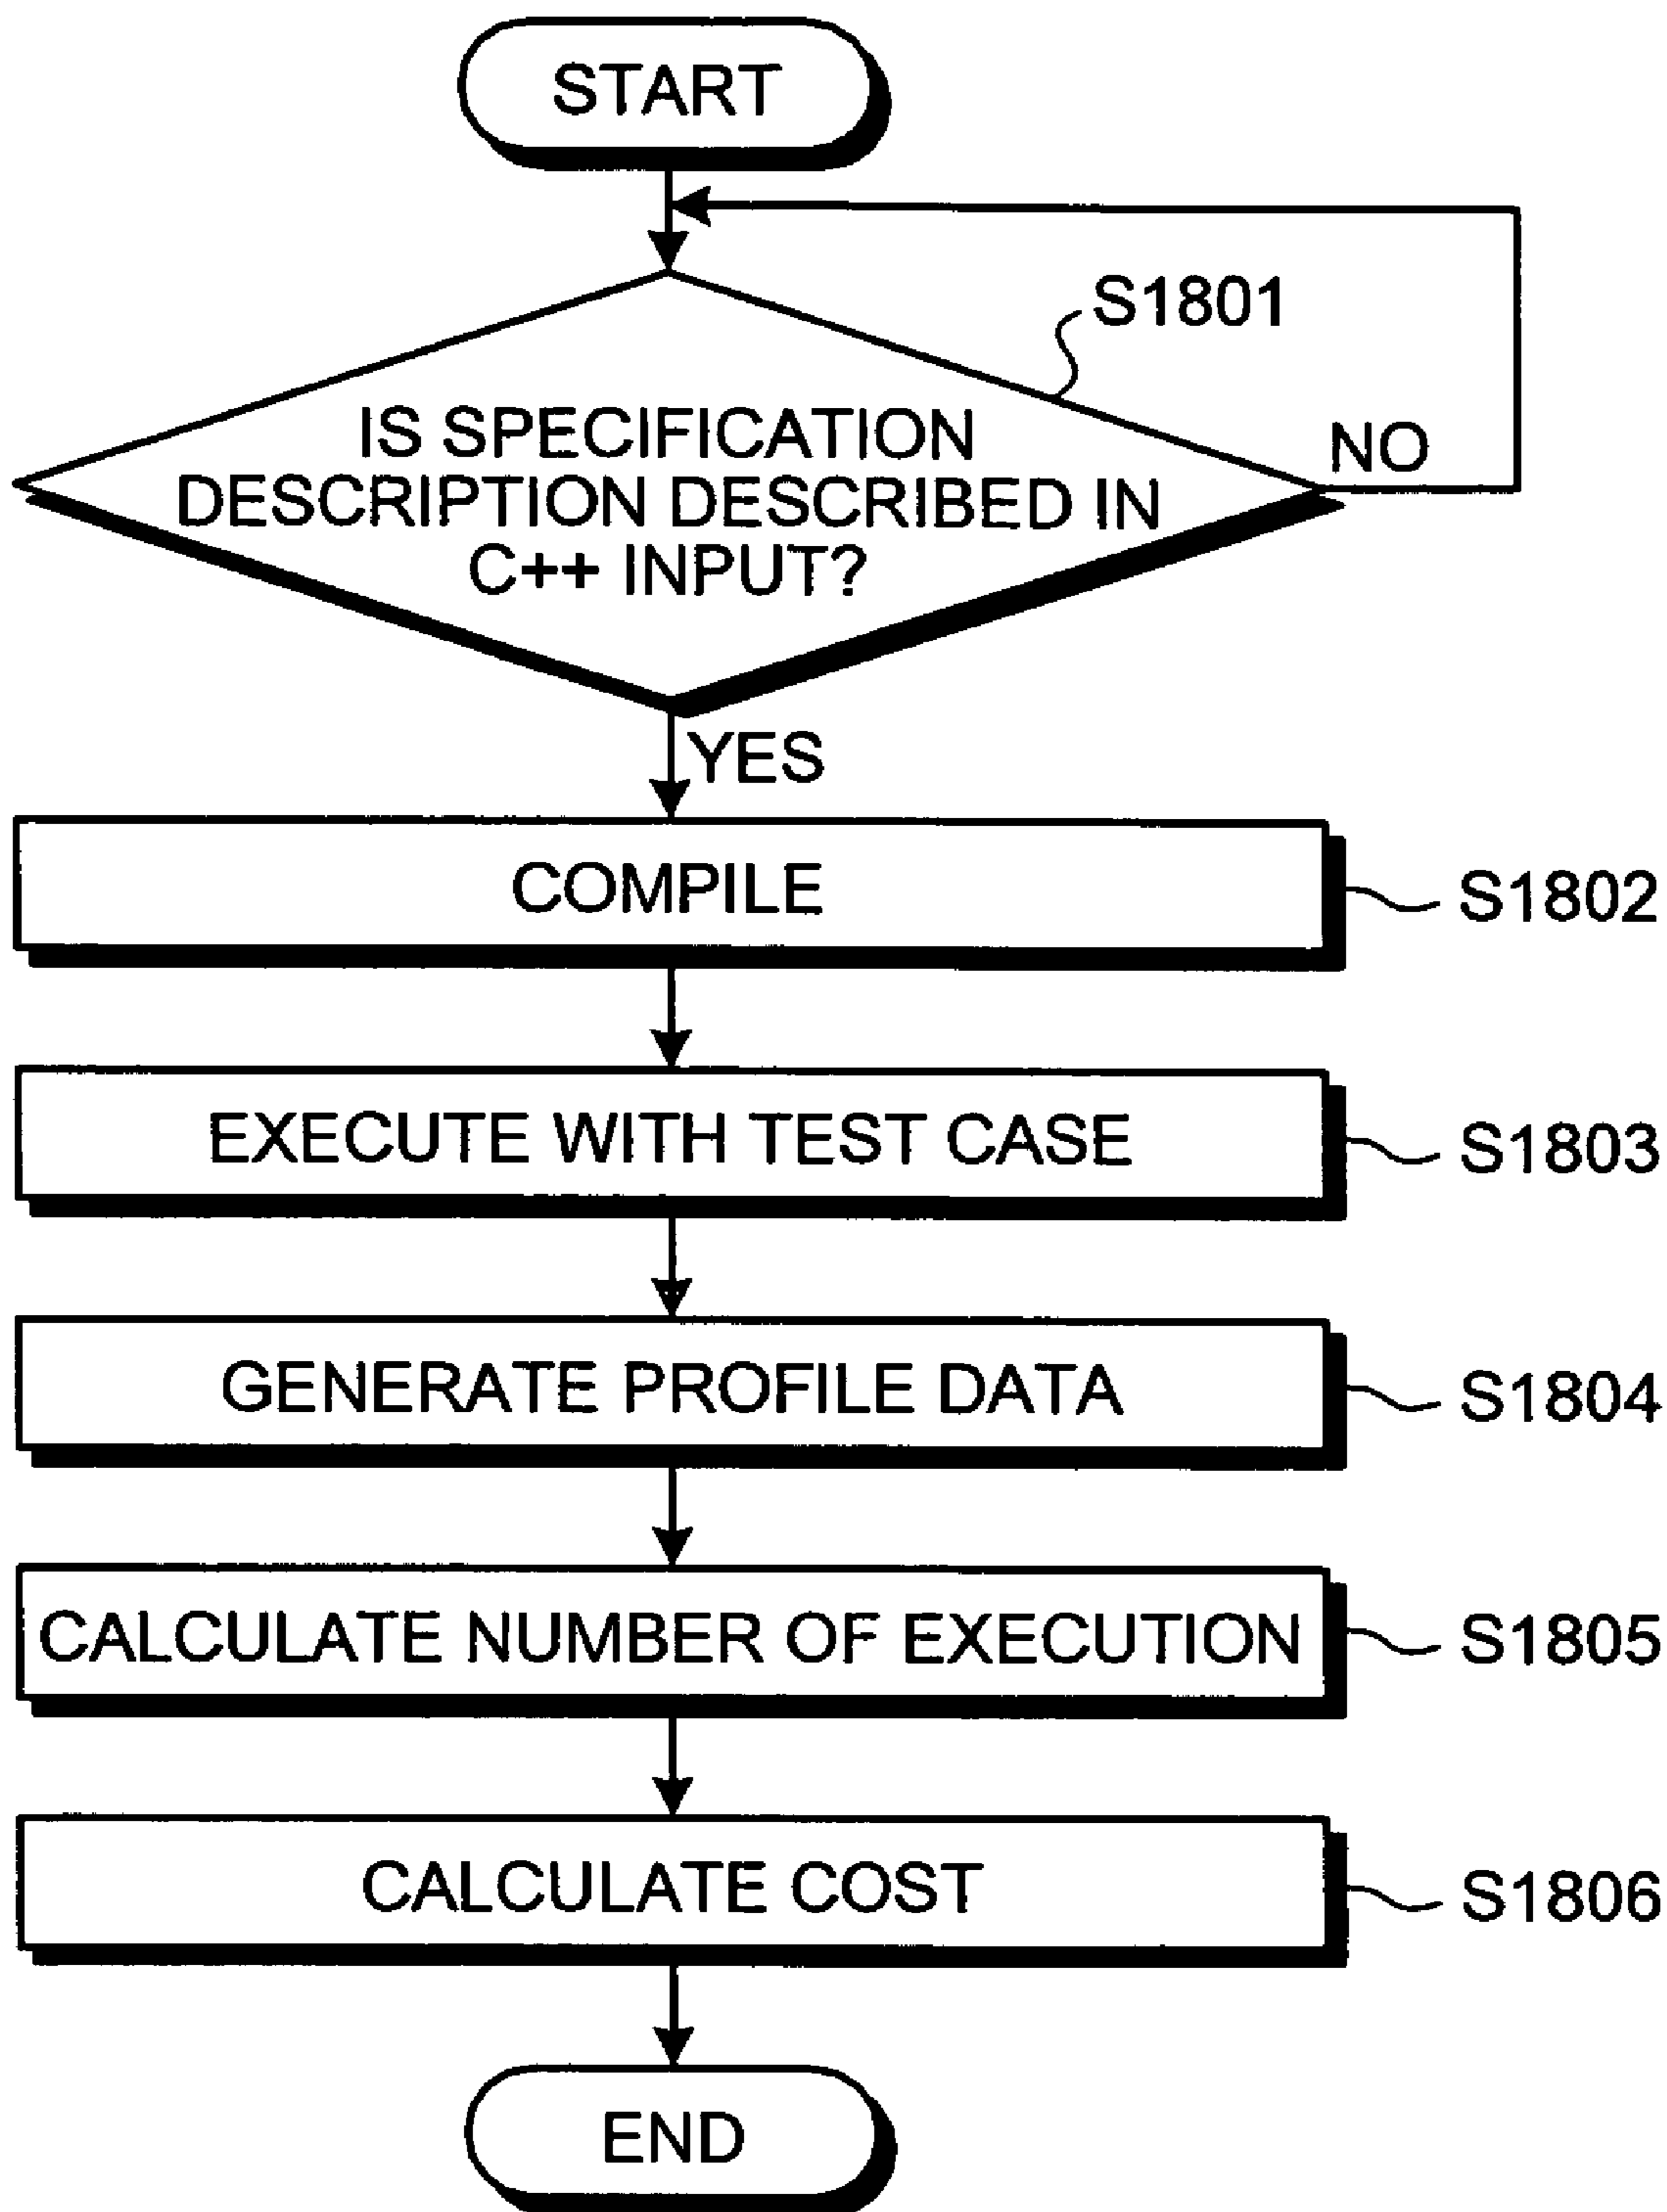 START
S1801
IS SPECIFICATION
DESCRIPTION DESCRIBED IN
C++ INPUT?
NO
YES
COMPILE
S1802
EXECUTE WITH TEST CASE
S1803
GENERATE PROFILE DATA
S1804
CALCULATE NUMBER OF EXECUTION
S1805
CALCULATE COST
S1806
END